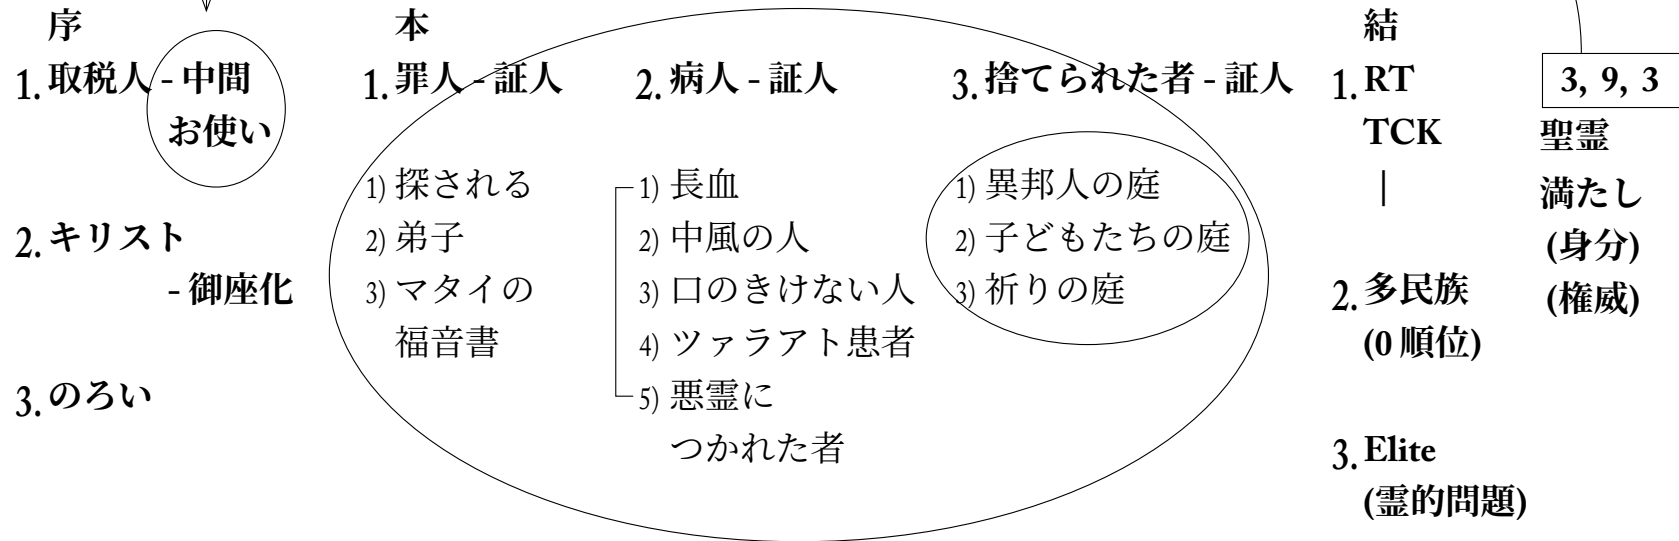 序
1. 取税人 - 中間
お使い
2. キリスト
- 御座化
3. のろい
本
1. 罪人 - 証人
1) 探される
2) 弟子
3) マタイの
福音書
2. 病人 - 証人
1) 長血
2) 中風の人
3) 口のきけない人
4) ツァラアト患者
5) 悪霊に
つかれた者
3. 捨てられた者 - 証人
1) 異邦人の庭
2) 子どもたちの庭
3) 祈りの庭
結
1. RT
TCK
|
2. 多民族
(0 順位)
3. Elite
(霊的問題)
3, 9, 3
聖霊
満たし
(身分)
(権威)